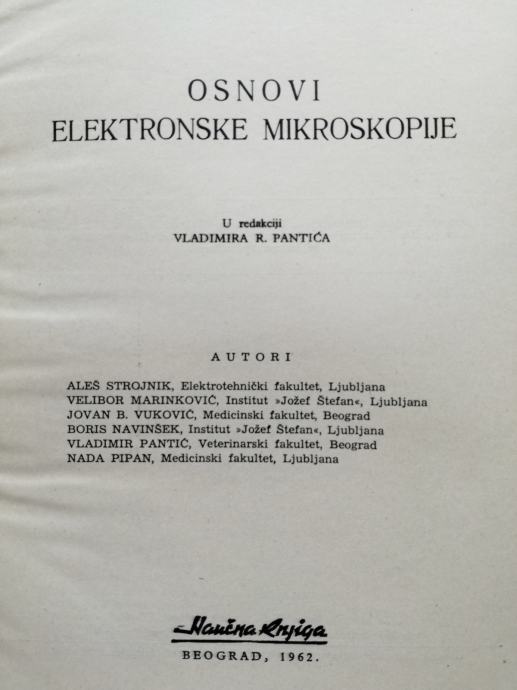 OSNOVI
ELEKTRONSKE MIKROSKOPIJE
U redakciji
VLADIMIRA R. PANTIĆA
AUTORI
ALEŠ STROJNIK, Elektrotehnički fakultet, Ljubljana
VELIBOR MARINKOVIĆ, Institut »Jožef Štefan«, Ljubljana
JOVAN B. VUKOVIĆ, Medicinski fakultet, Beograd
BORIS NAVINŠEK, Institut »Jožef Štefan«, Ljubljana
VLADIMIR PANTIĆ, Veterinarski fakultet, Beograd
NADA PIPAN, Medicinski fakultet, Ljubljana
Naučna knjiga
BEOGRAD, 1962.